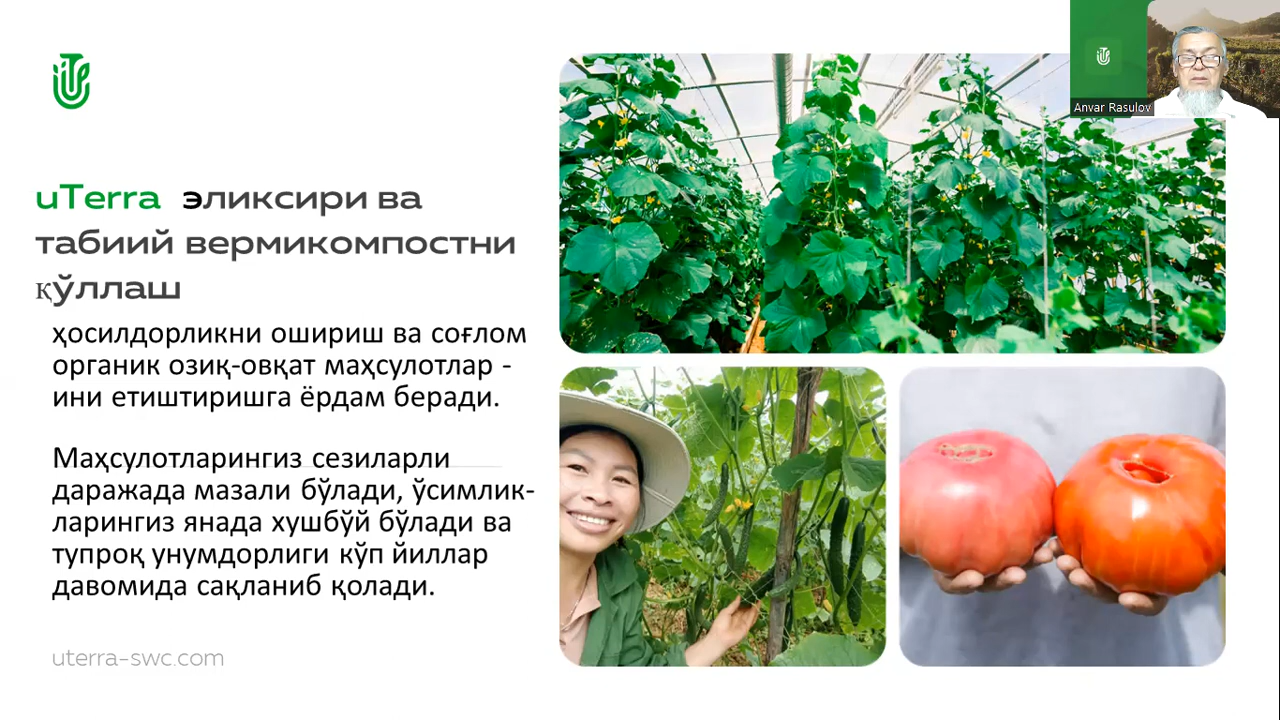 uTerra эликсири ва
табиий вермикомпостни
қўллаш
ҳосилдорликни ошириш ва соғлом
органик озиқ-овқат маҳсулотлар -
ини етиштиришга ёрдам беради.
Маҳсулотларингиз сезиларли
даражада мазали бўлади, ўсимлик-
ларингиз янада хушбўй бўлади ва
тупроқ унумдорлиги кўп йиллар
давомида сақланиб қолади.
uterra-swc.com
Anvar Rasulov